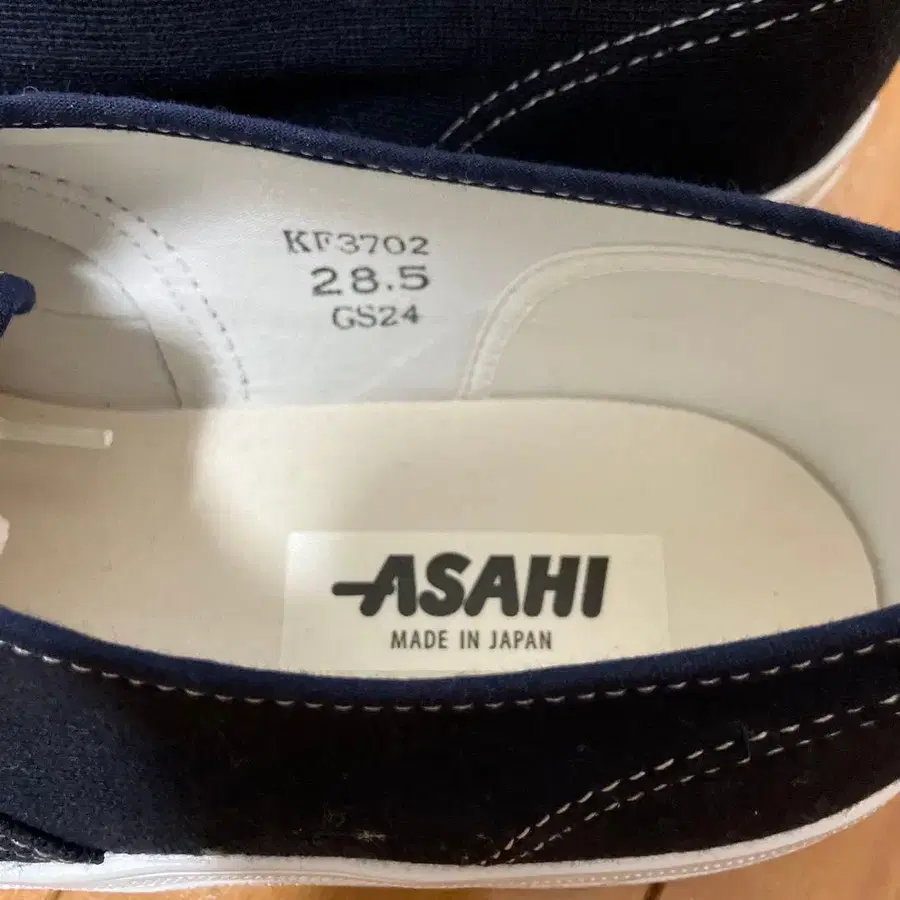 KF3702
28.5
GS24
ASAHI
MADE IN JAPAN